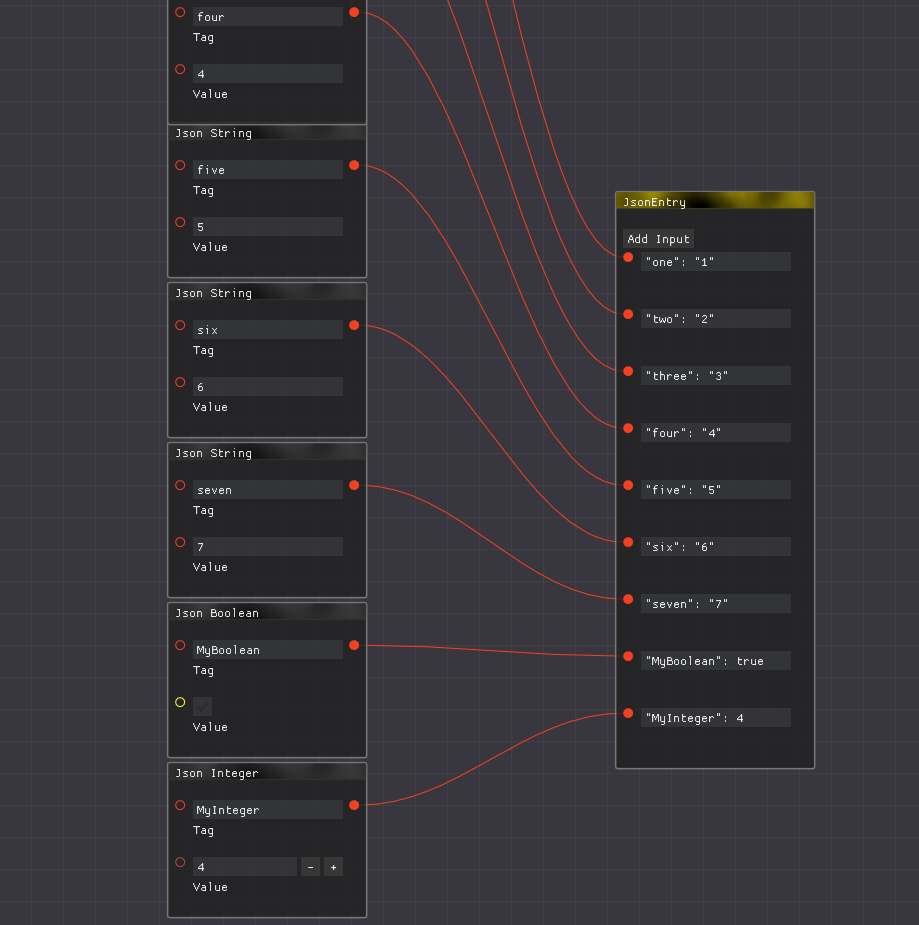 four
Tag
4
Value
Json String
five
Tag
5
Value
Json String
six
Tag
6
Value
Json String
seven
Tag
7
Value
Json Boolean
MyBoolean
Tag
Value
Json Integer
MyInteger
Tag
4 - +
Value
JsonEntry
Add Input
"one": "1"
"two": "2"
"three": "3"
"four": "4"
"five": "5"
"six": "6"
"seven": "7"
"MyBoolean": true
"MyInteger": 4